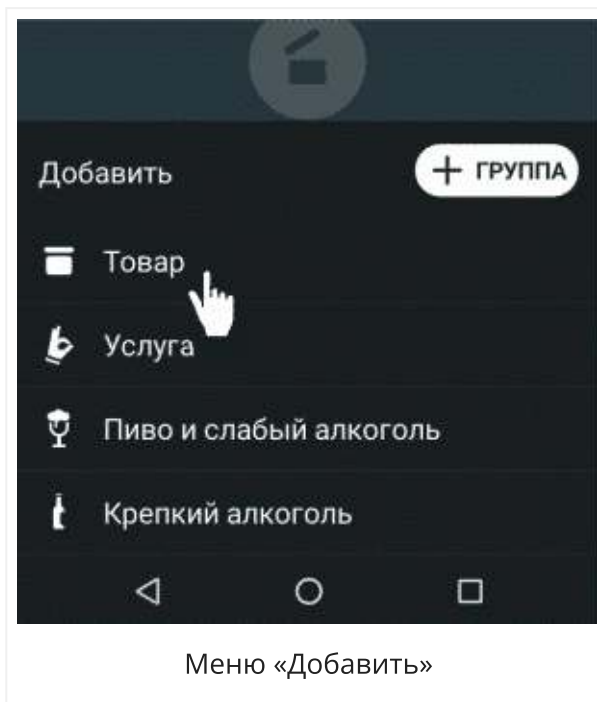 Добавить
ГРУППА
Товар
Услуга
Пиво и слабый алкоголь
Крепкий алкоголь
Меню «Добавить»